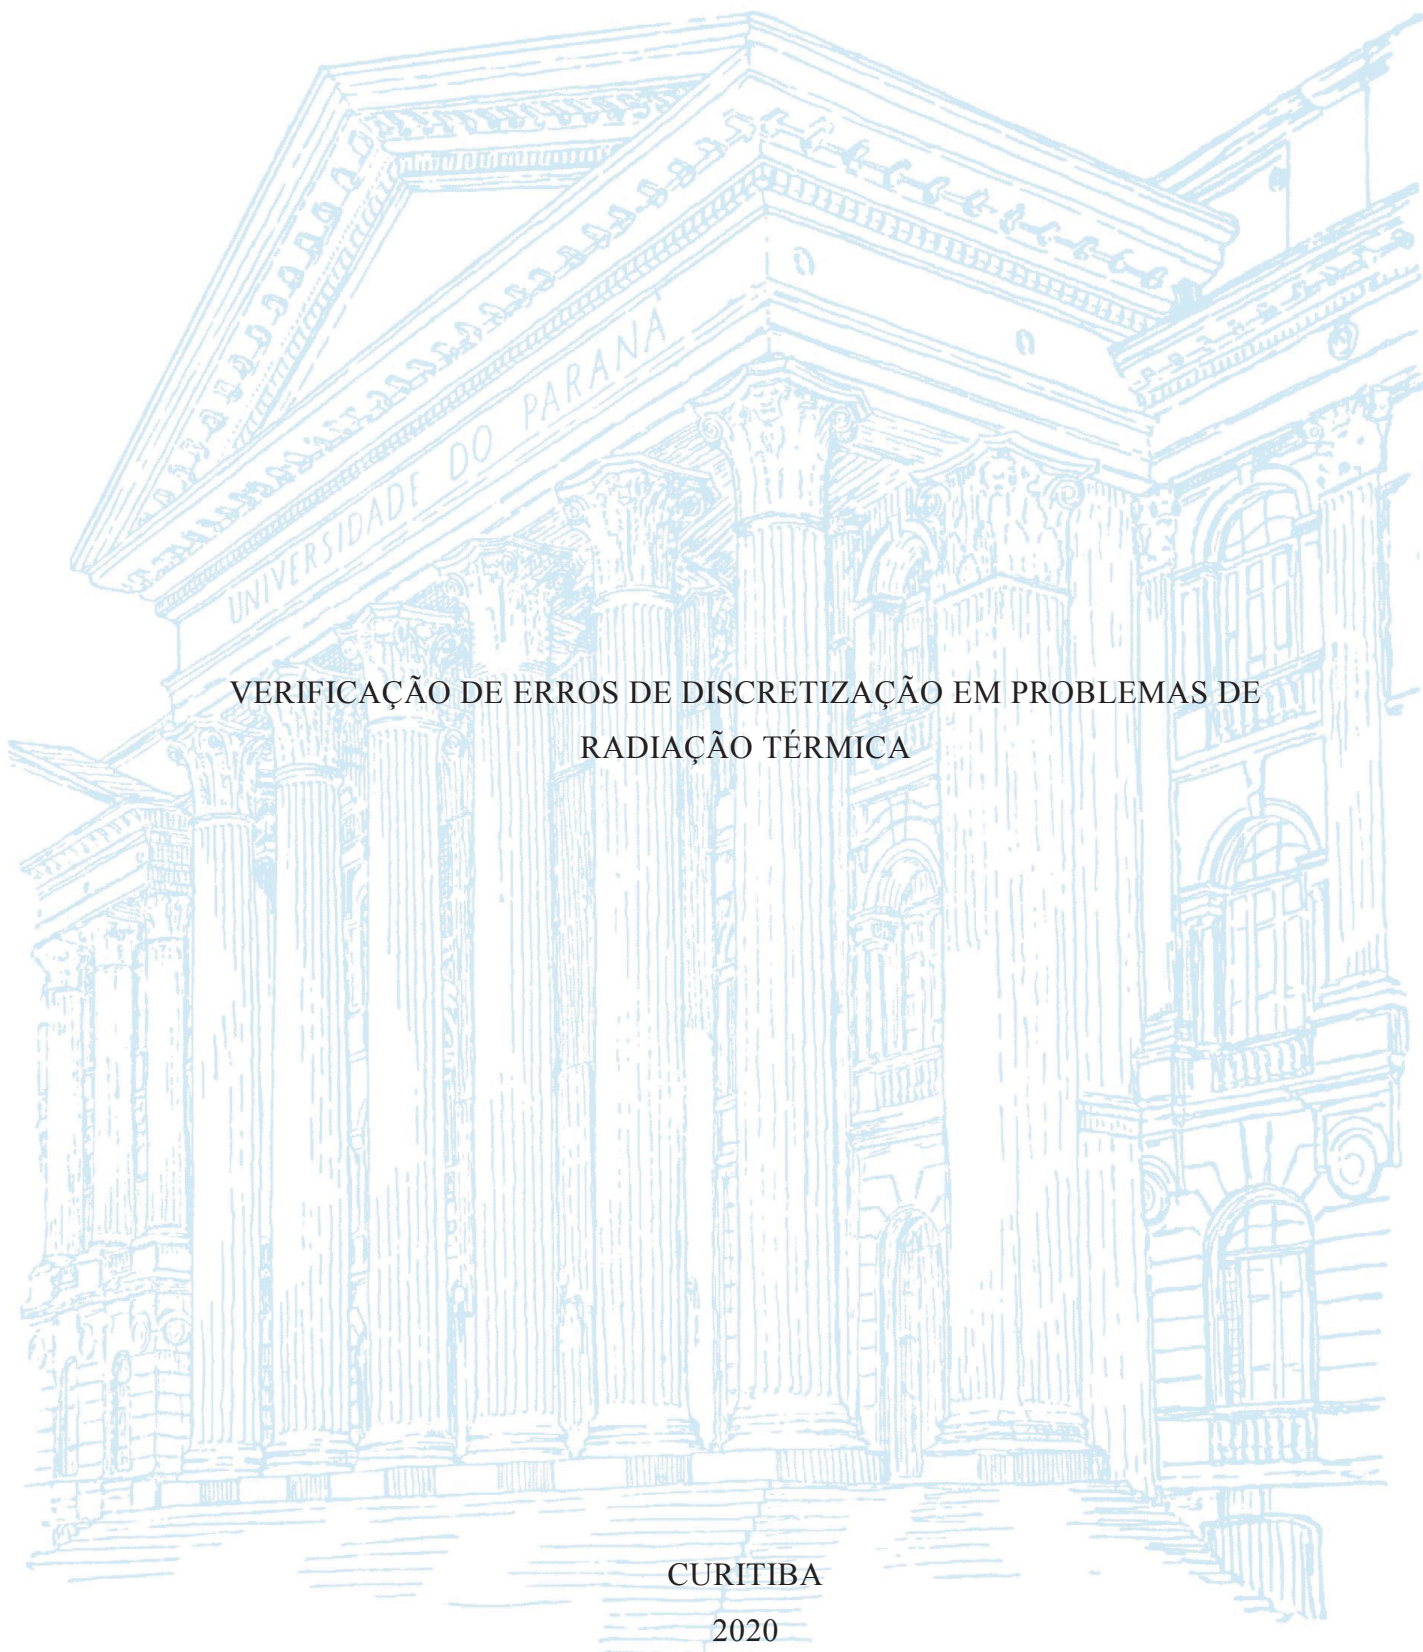 UNIVERSIDADE DO PARANÁ
VERIFICAÇÃO DE ERROS DE DISCRETIZAÇÃO EM PROBLEMAS DE
RADIAÇÃO TÉRMICA
CURITIBA
2020